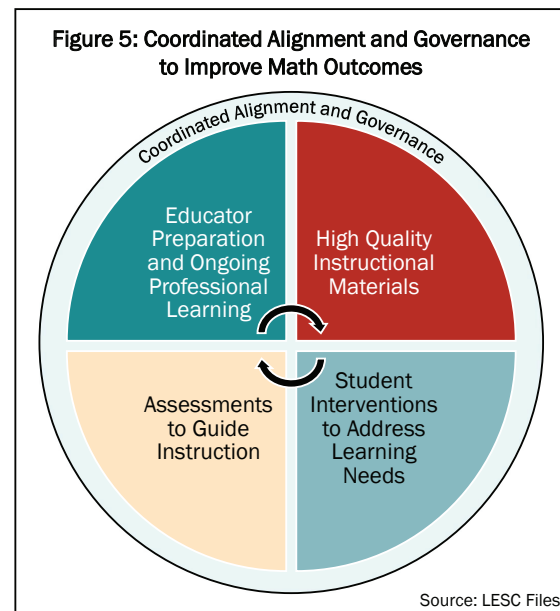 Figure 5: Coordinated Alignment and Governance
to Improve Math Outcomes
Coordinated Alignment and Governance
Educator
Preparation
and Ongoing
Professional
Learning
High Quality
Instructional
Materials
Assessments
to Guide
Instruction
Student
Interventions
to Address
Learning
Needs
Source: LESC Files